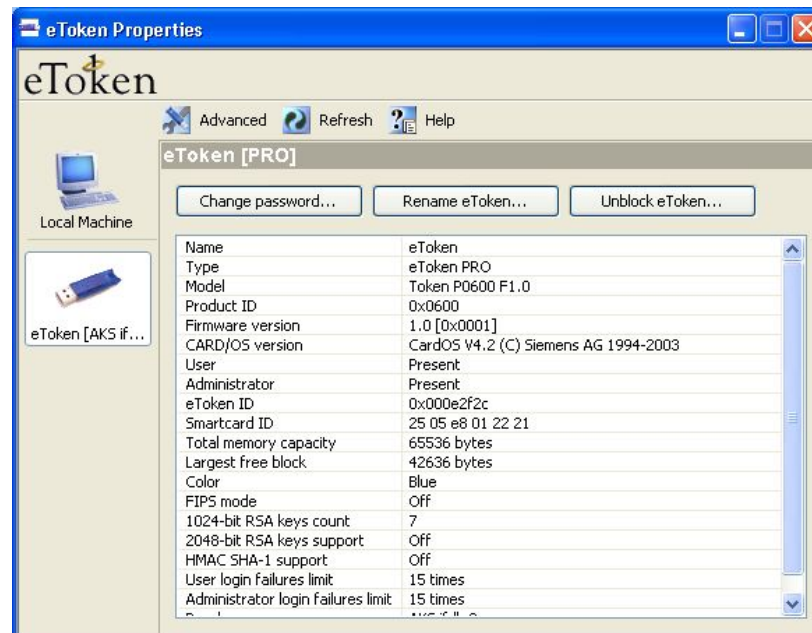 eToken Properties
eToken
Advanced Refresh Help
eToken [PRO]
Local Machine
eToken [AKS if...
Change password... Rename eToken... Unblock eToken...
Name eToken
Type eToken PRO
Model Token P0600 F1.0
Product ID 0x0600
Firmware version 1.0 [0x0001]
CARD/OS version CardOS V4.2 (C) Siemens AG 1994-2003
User Present
Administrator Present
eToken ID 0x000e2f2c
Smartcard ID 25 05 e8 01 22 21
Total memory capacity 65536 bytes
Largest free block 42636 bytes
Color Blue
FIPS mode Off
1024-bit RSA keys count 7
2048-bit RSA keys support Off
HMAC SHA-1 support Off
User login failures limit 15 times
Administrator login failures limit 15 times